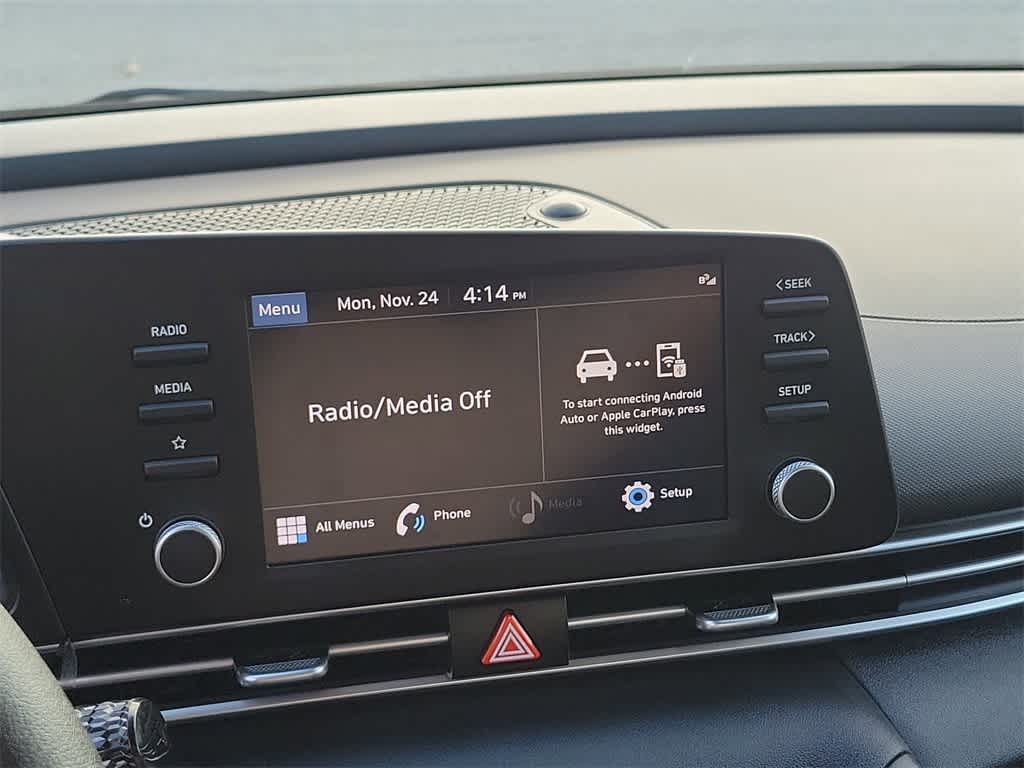 Menu
Mon, Nov. 24
4:14 PM
RADIO
MEDIA
Radio/Media Off
To start connecting Android
Auto or Apple CarPlay, press
this widget.
All Menus
Phone
Media
Setup
<SEEK
TRACK>
SETUP